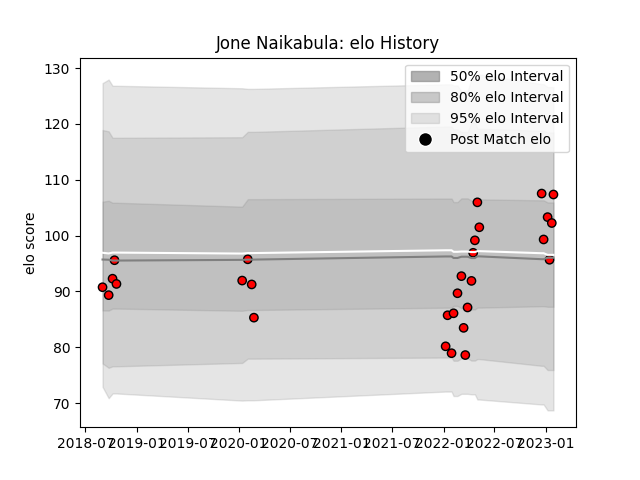 Jone Naikabula: elo History
50% elo Interval
80% elo Interval
95% elo Interval
Post Match elo
elo score
130
120
110
100
90
80
70
2018-07 2019-01 2019-07 2020-01 2020-07 2021-01 2021-07 2022-01 2022-07 2023-01